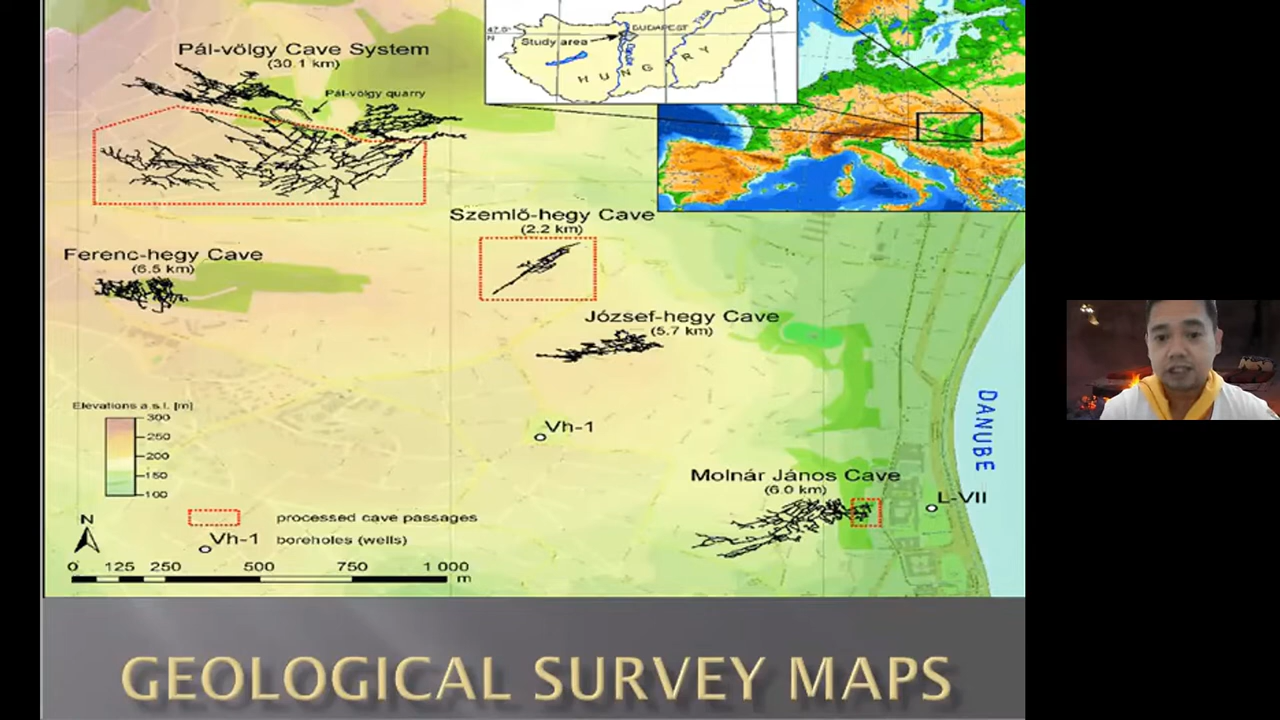 Pál-völgy Cave System
(30.1 km)
Pál-völgy quarry
47.0°
N
BUDAPEST
Study area
Danube
HUNGARY
Szemlő-hegy Cave
(2.2 km)
Ferenc-hegy Cave
(6.5 km)
József-hegy Cave
(5.7 km)
Elevations a.s.l. [m]
300
250
200
150
100
Vh-1
DANUBE
Molnár János Cave
(6.0 km)
L-VII
N
processed cave passages
Vh-1 boreholes (wells)
0 125 250 500 750 1 000
m
GEOLOGICAL SURVEY MAPS